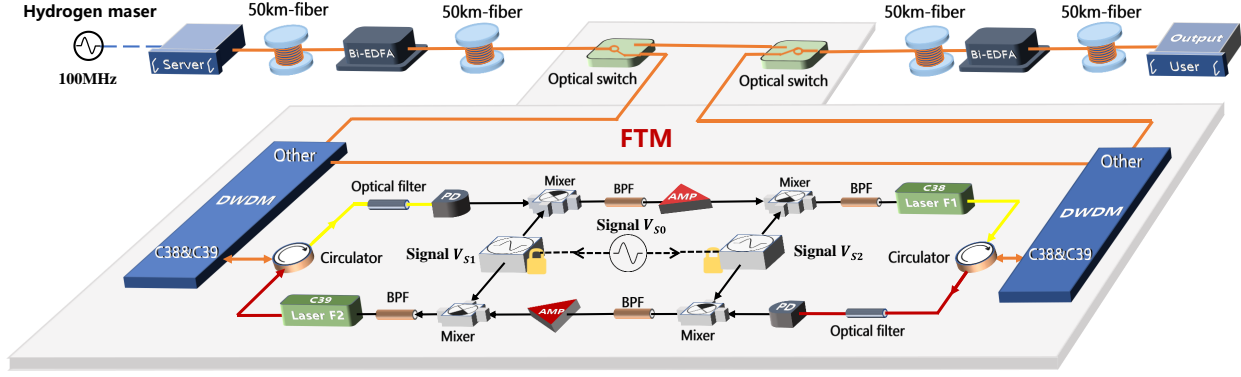 Hydrogen maser
100MHz
Server
50km-fiber
Bi-EDFA
50km-fiber
Optical switch
Optical switch
50km-fiber
Bi-EDFA
50km-fiber
Output
User
FTM
Other
DWDM
C38&C39
Circulator
Optical filter
PD
Mixer
BPF
AMP
Mixer
BPF
C38
Laser F1
Signal VS1
Signal VS0
Signal VS2
Circulator
Other
DWDM
C38&C39
C39
Laser F2
BPF
Mixer
AMP
BPF
Mixer
PD
Optical filter